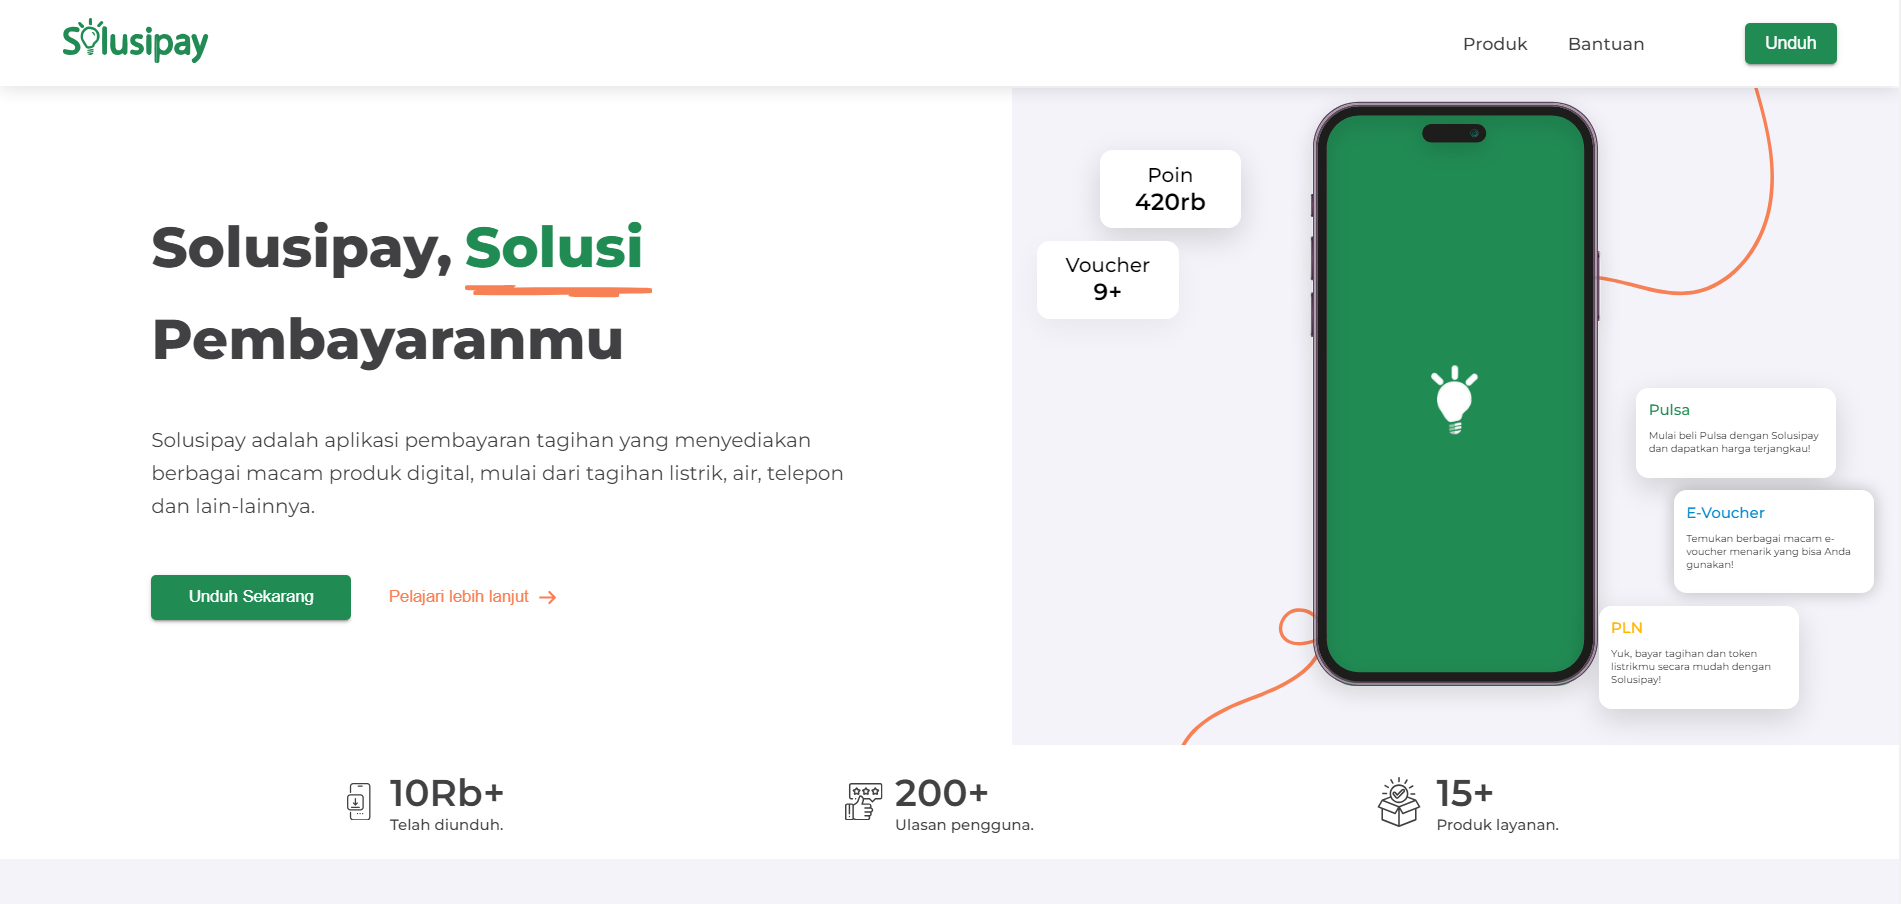 Solusipay
Produk
Bantuan
Unduh
Solusipay, Solusi
Pembayaranmu
Solusipay adalah aplikasi pembayaran tagihan yang menyediakan
berbagai macam produk digital, mulai dari tagihan listrik, air, telepon
dan lain-lainnya.
Unduh Sekarang
Pelajari lebih lanjut
Poin
420rb
Voucher
9+
Pulsa
Mulai beli Pulsa dengan Solusipay
dan dapatkan harga terjangkau!
E-Voucher
Temukan berbagai macam e-
voucher menarik yang bisa Anda
gunakan!
PLN
Yuk, bayar tagihan dan token
listrikmu secara mudah dengan
Solusipay!
10Rb+
Telah diunduh.
200+
Ulasan pengguna.
15+
Produk layanan.